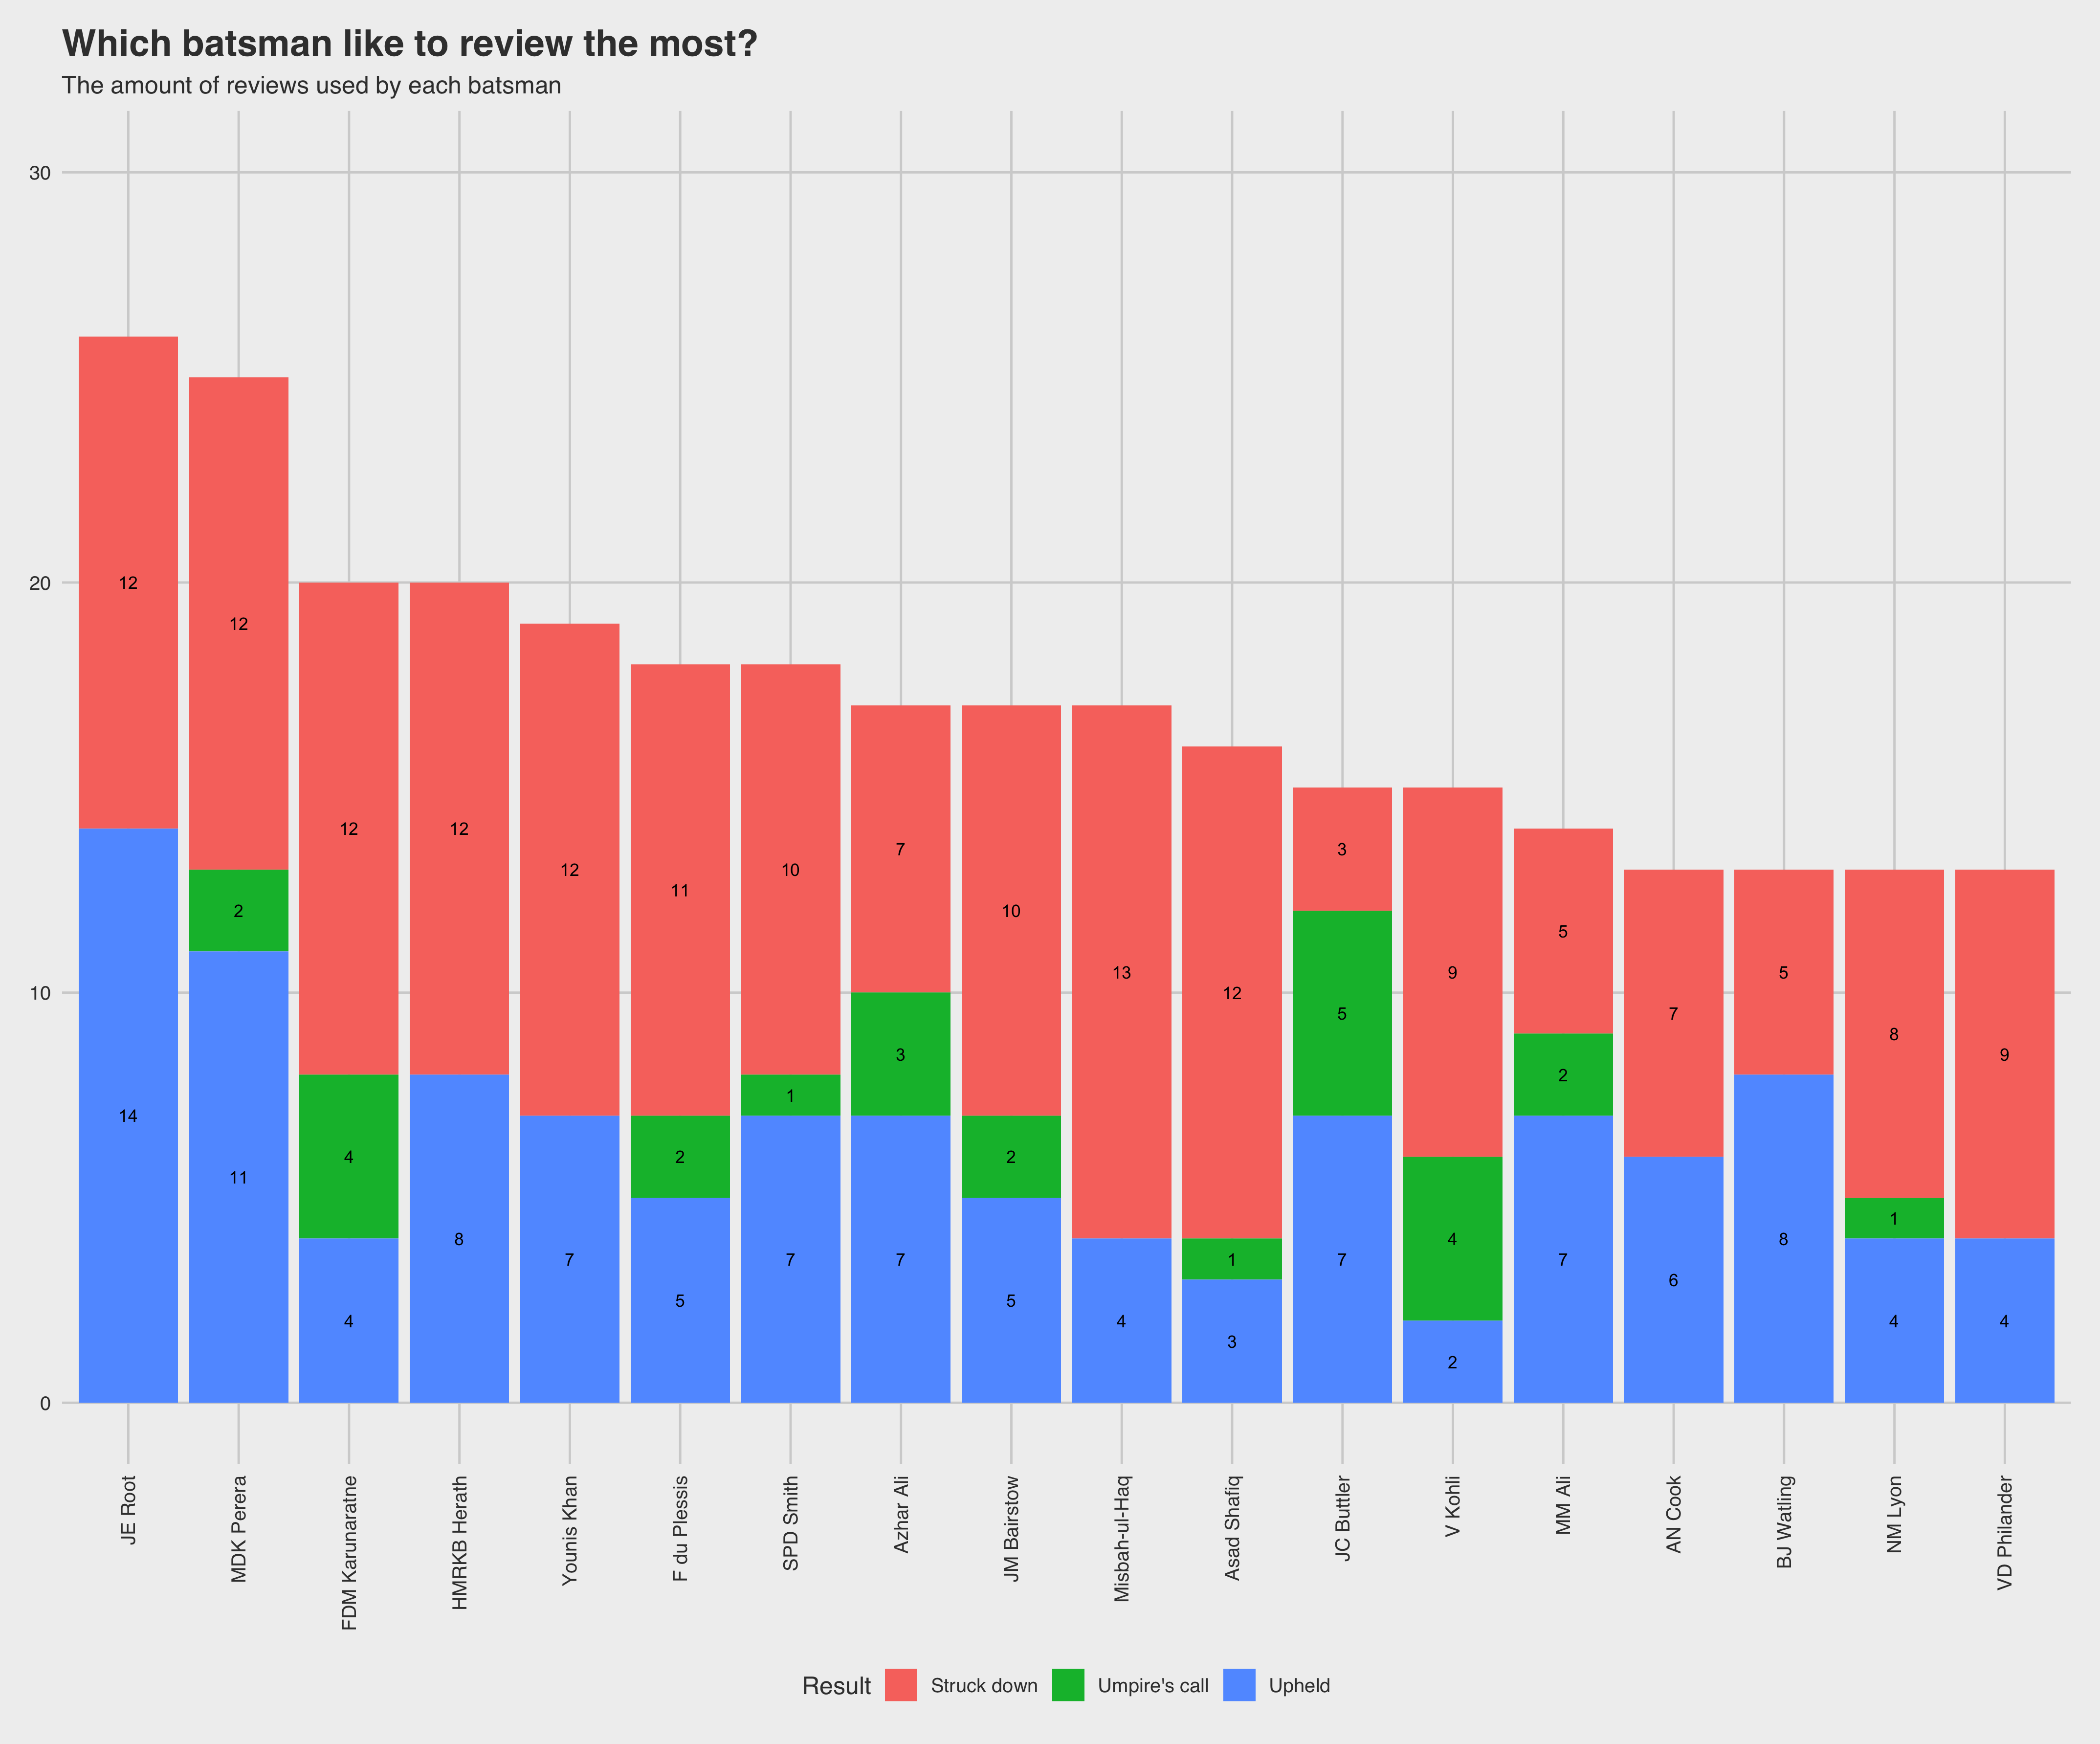 Which batsman like to review the most?
The amount of reviews used by each batsman
30
20
10
0
12
14
12
2
11
12
4
4
12
8
12
7
11
2
5
10
1
7
7
3
7
10
2
5
13
4
12
1
3
3
5
7
9
4
2
5
2
7
7
6
5
8
8
1
4
9
4
JE Root
MDK Perera
FDM Karunaratne
HMRKB Herath
Younis Khan
F du Plessis
SPD Smith
Azhar Ali
JM Bairstow
Misbah-ul-Haq
Asad Shafiq
JC Buttler
V Kohli
MM Ali
AN Cook
BJ Watling
NM Lyon
VD Philander
Result Struck down Umpire's call Upheld